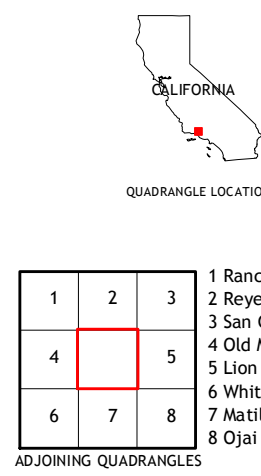 CALIFORNIA
QUADRANGLE LOCATIO
1 2 3
4 5
6 7 8
1 Ranc
2 Reye
3 San
4 Old
5 Lion
6 Whit
7 Matil
8 Ojai
ADJOINING QUADRANGLES